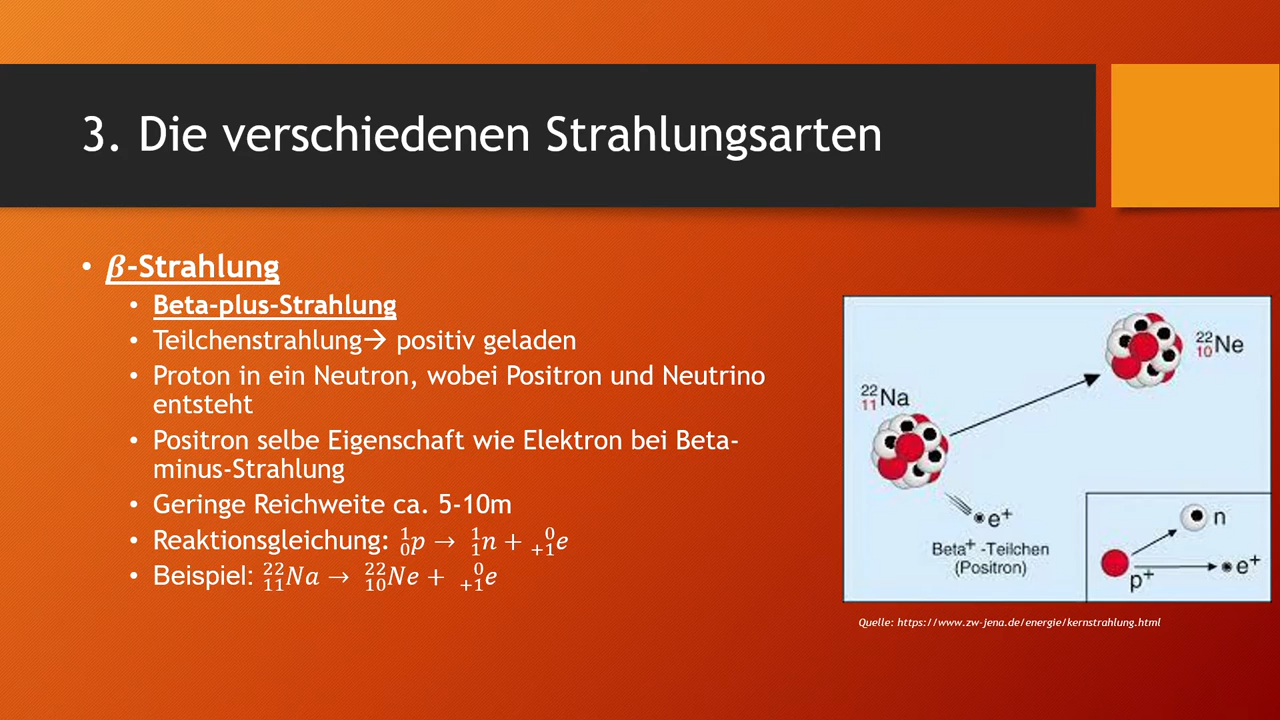 3. Die verschiedenen Strahlungsarten
• β-Strahlung
• Beta-plus-Strahlung
• Teilchenstrahlung→ positiv geladen
• Proton in ein Neutron, wobei Positron und Neutrino
entsteht
• Positron selbe Eigenschaft wie Elektron bei Beta-
minus-Strahlung
• Geringe Reichweite ca. 5-10m
• Reaktionsgleichung: ¹₀p → ¹₁n + ⁰₊₁e
• Beispiel: ²²₁₁Na → ²²₁₀Ne + ⁰₊₁e
²²₁₀Ne
²²₁₁Na
e⁺
Beta⁺ -Teilchen
(Positron)
n
p⁺
e⁺
Quelle: https://www.zw-jena.de/energie/kernstrahlung.html